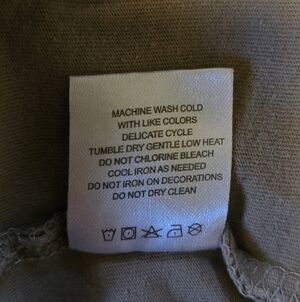 MACHINE WASH COLD
WITH LIKE COLORS
DELICATE CYCLE
TUMBLE DRY GENTLE LOW HEAT
DO NOT CHLORINE BLEACH
COOL IRON AS NEEDED
DO NOT IRON ON DECORATIONS
DO NOT DRY CLEAN